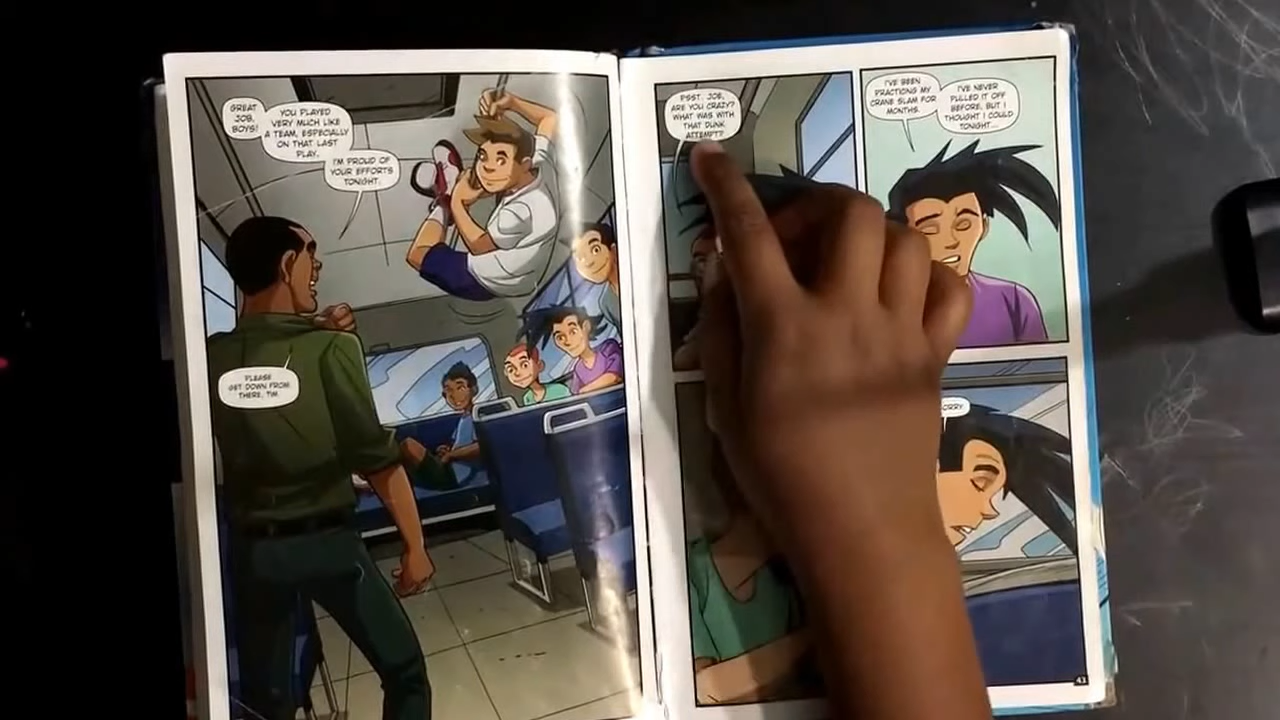 GREAT
JOB,
BOYS!
YOU PLAYED
VERY MUCH LIKE
A TEAM, ESPECIALLY
ON THAT LAST
PLAY.
I'M PROUD OF
YOUR EFFORTS
TONIGHT.
PLEASE
GET DOWN FROM
THERE, TIM.
PSST, JOE,
ARE YOU CRAZY?
WHAT WAS WITH
THAT DUNK
ATTEMPT?
I'VE BEEN
PRACTICING MY
CRANE SLAM FOR
MONTHS.
I'VE NEVER
PULLED IT OFF
BEFORE, BUT I
THOUGHT I COULD
TONIGHT...
ORRY